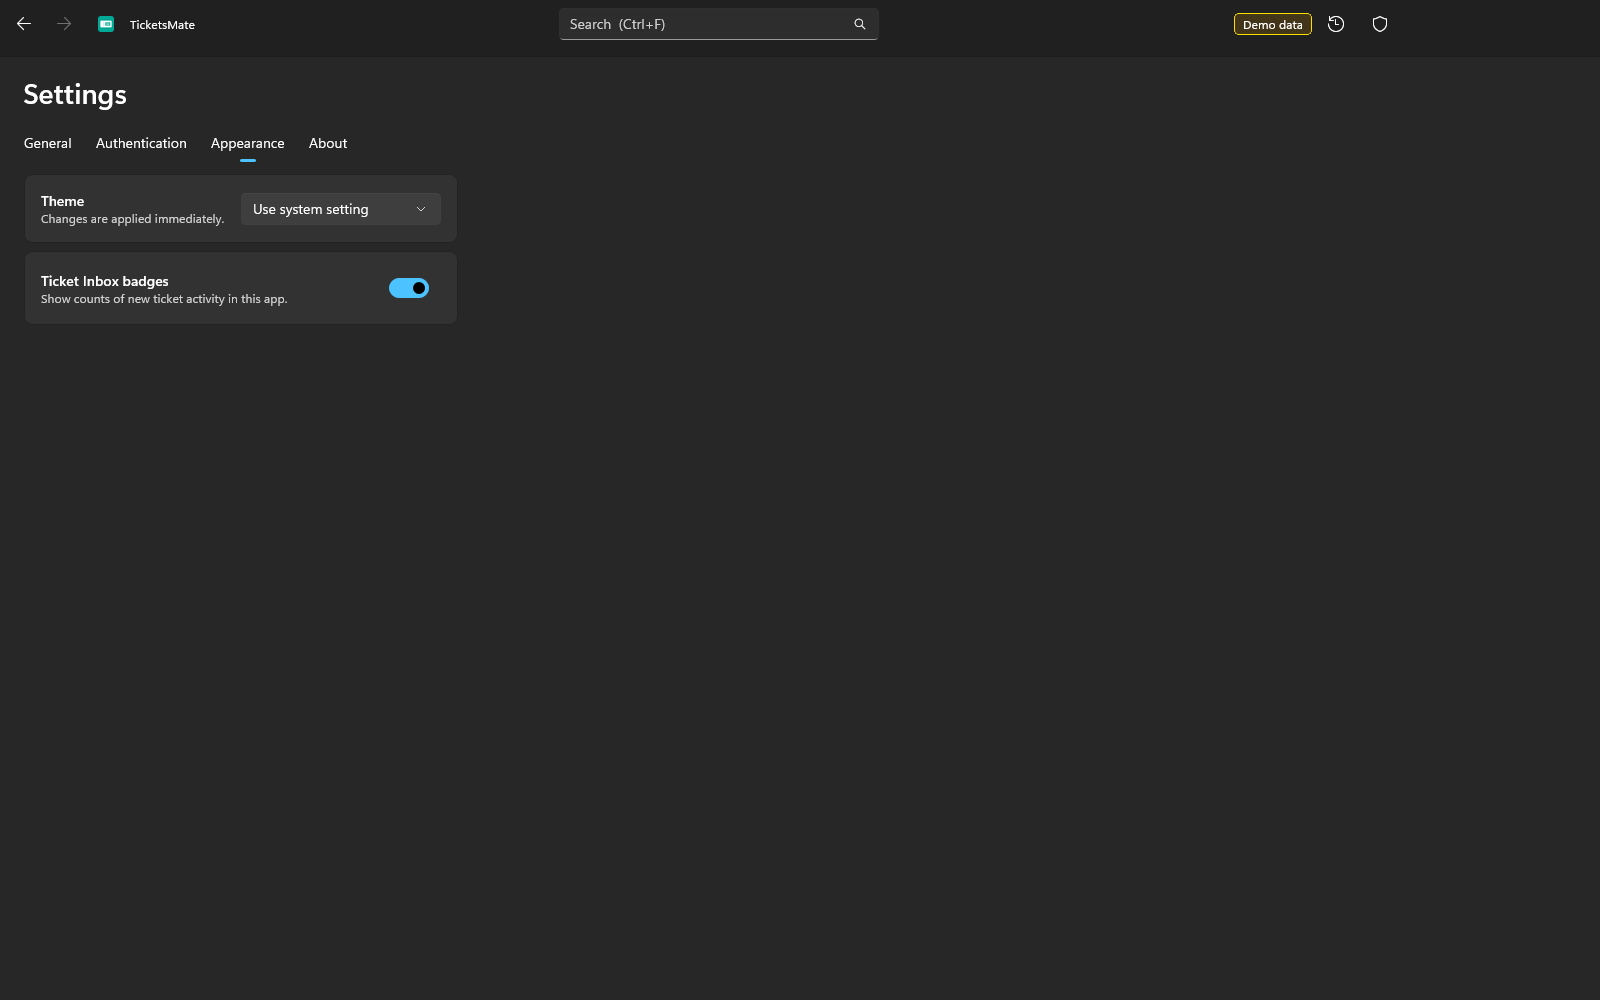 TicketsMate
Search (Ctrl+F)
Demo data
Settings
General Authentication Appearance About
Theme
Changes are applied immediately.
Use system setting
Ticket Inbox badges
Show counts of new ticket activity in this app.